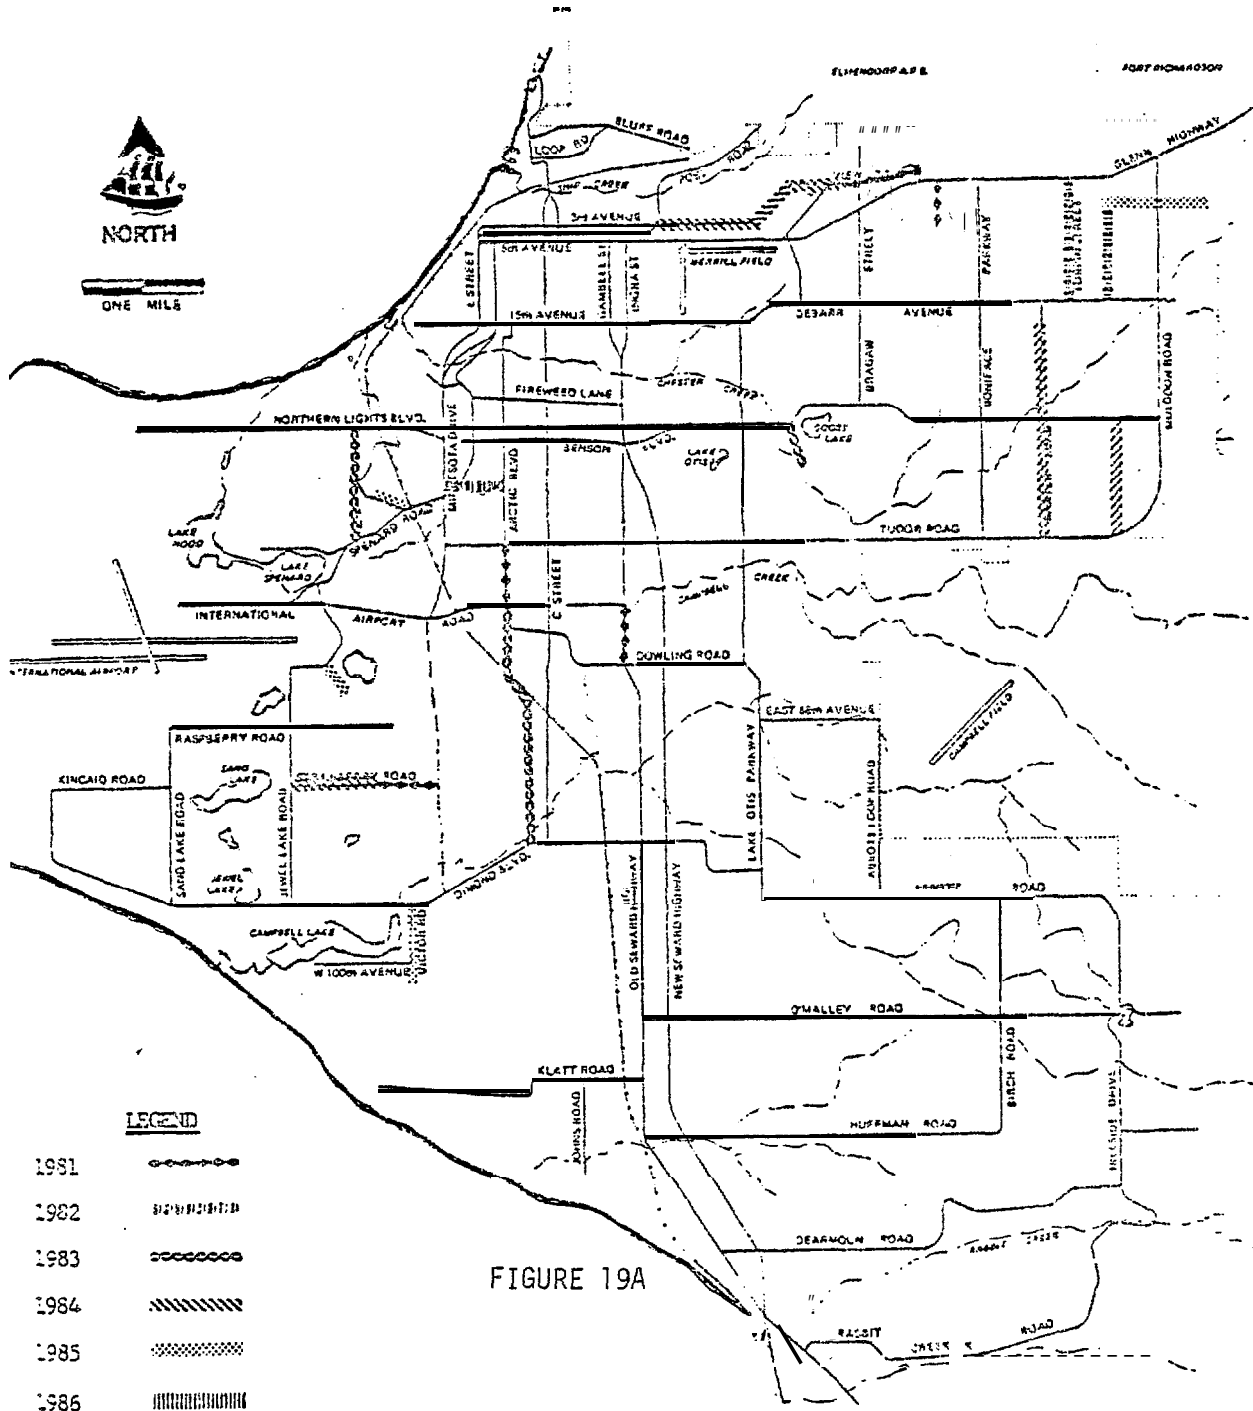 ELMENDORF A.F.B.
FORT RICHARDSON
BLUFF ROAD
LOOP RD
POST ROAD
GLENN HIGHWAY
SHIP CREEK
VIEW
NORTH
ONE MILE
3rd AVENUE
5th AVENUE
C STREET
GAMBELL ST
INGRA ST
MERRILL FIELD
STREET
PARKWAY
15th AVENUE
DEBARR AVENUE
BRAGAW
BONIFACE
MULDOON ROAD
CHESTER CREEK
FIREWEED LANE
NORTHERN LIGHTS BLVD.
MINNESOTA DRIVE
BENSON BLVD.
GOOSE LAKE
LAKE OTIS
ARCTIC BLVD
SPENARD ROAD
TUDOR ROAD
LAKE HOOD
LAKE SPENARD
C STREET
CAMPBELL CREEK
INTERNATIONAL AIRPORT ROAD
DOWLING ROAD
INTERNATIONAL AIRPORT
EAST 68th AVENUE
CAMPBELL FIELD
RASPBERRY ROAD
KINCAID ROAD
SAND LAKE
SAND LAKE ROAD
JEWEL LAKE ROAD
JEWEL LAKE
LAKE OTIS PARKWAY
ABBOTT LOOP ROAD
DIMOND BLVD.
ROAD
CAMPBELL LAKE
VICTOR RD
W 100th AVENUE
OLD SEWARD HIGHWAY
NEW SEWARD HIGHWAY
O'MALLEY ROAD
KLATT ROAD
JOHNS ROAD
BIRCH ROAD
HILLSIDE DRIVE
HUFFMAN ROAD
DEARMOUN ROAD
RABBIT CREEK
RABBIT CREEK ROAD
LEGEND
1981
1982
1983
1984
1985
1986
FIGURE 19A